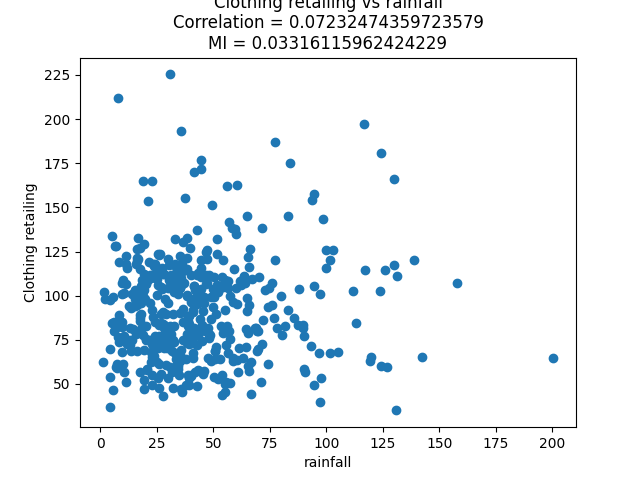 Clothing retailing vs rainfall
Correlation = 0.07232474359723579
MI = 0.03316115962424229
225
200
175
150
125
100
75
50
Clothing retailing
0 25 50 75 100 125 150 175 200
rainfall